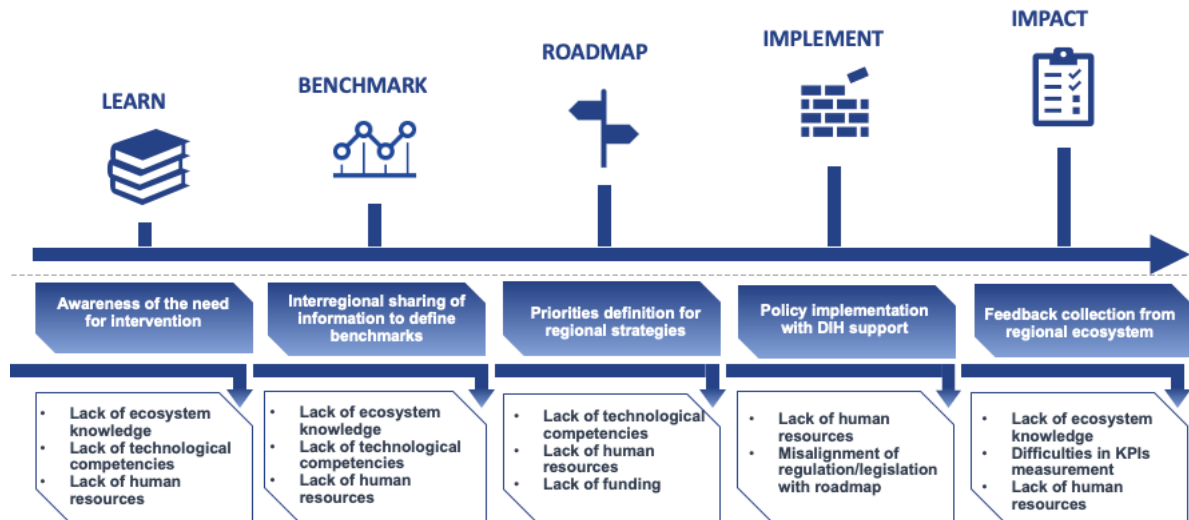 LEARN
BENCHMARK
ROADMAP
IMPLEMENT
IMPACT
Awareness of the need
for intervention
Interregional sharing of
information to define
benchmarks
Priorities definition for
regional strategies
Policy implementation
with DIH support
Feedback collection from
regional ecosystem
• Lack of ecosystem
knowledge
• Lack of technological
competencies
• Lack of human
resources
• Lack of ecosystem
knowledge
• Lack of technological
competencies
• Lack of human
resources
• Lack of technological
competencies
• Lack of human
resources
• Lack of funding
• Lack of human
resources
• Misalignment of
regulation/legislation
with roadmap
• Lack of ecosystem
knowledge
• Difficulties in KPIs
measurement
• Lack of human
resources